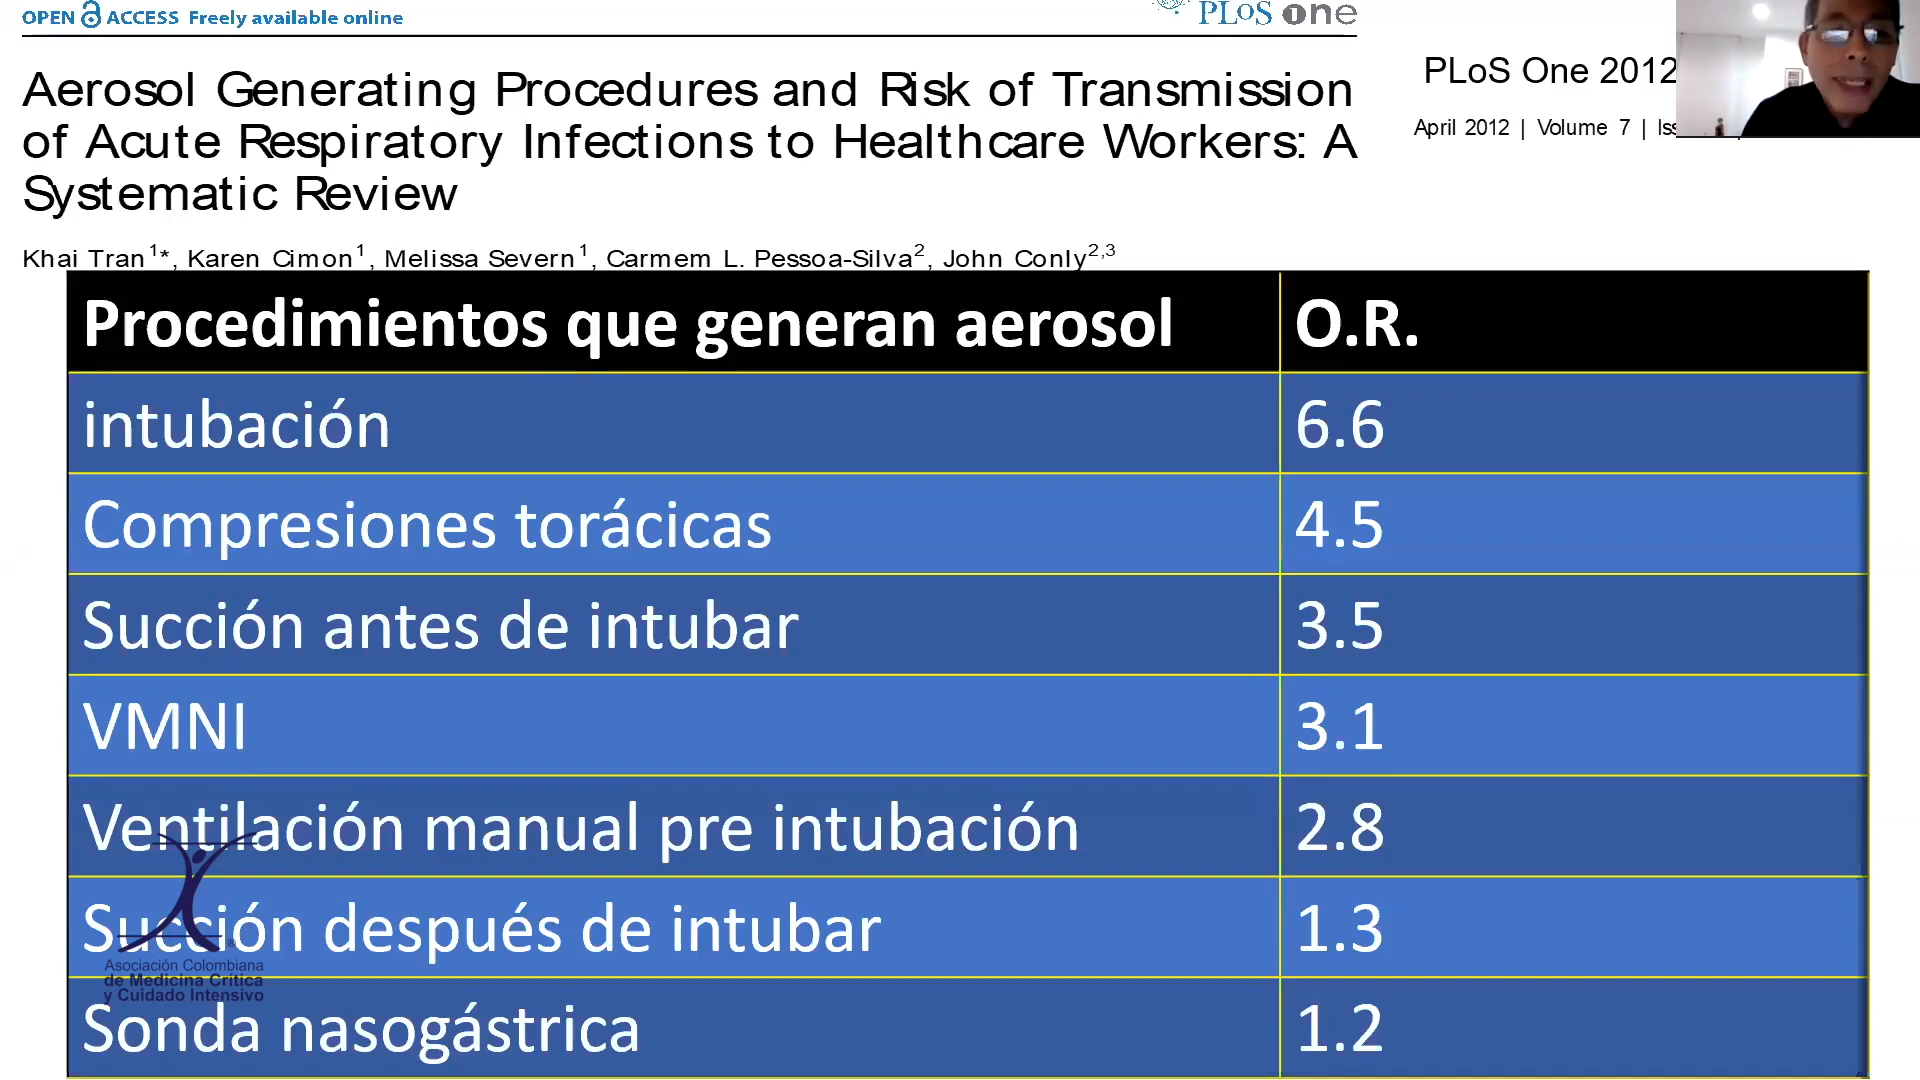 OPEN ACCESS Freely available online
PLoS one
Aerosol Generating Procedures and Risk of Transmission
of Acute Respiratory Infections to Healthcare Workers: A
Systematic Review
PLoS One 2012
April 2012 | Volume 7 |
Khai Tran1*, Karen Cimon1, Melissa Severn1, Carmem L. Pessoa-Silva2, John Conly2,3
Procedimientos que generan aerosol O.R.
intubación 6.6
Compresiones torácicas 4.5
Succión antes de intubar 3.5
VMNI 3.1
Ventilación manual pre intubación 2.8
Succión después de intubar 1.3
Sonda nasogástrica 1.2
Asociación Colombiana
de Medicina Crítica
y Cuidado Intensivo